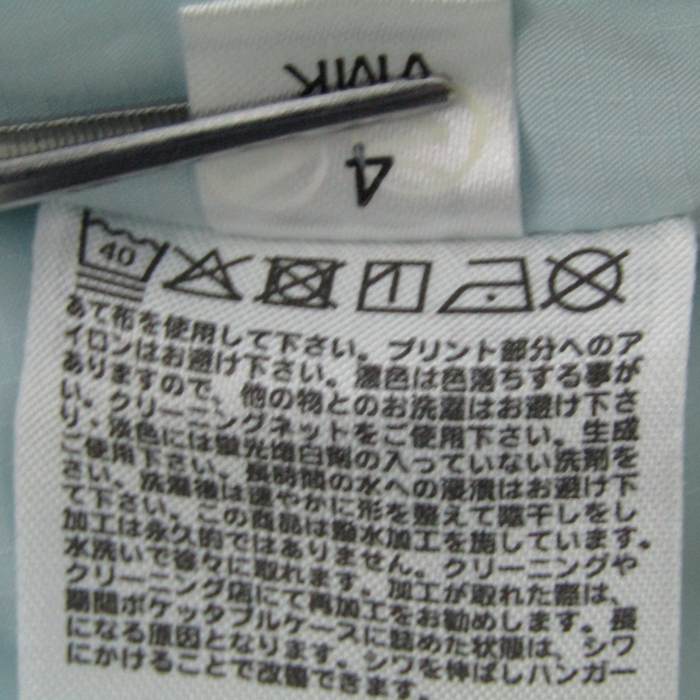 VMK
4
40
あて布を使用して下さい。プリント部分へのア
イロンはお避け下さい。濃色は色落ちする事が
ありますので、他の物とのお洗濯はお避け下さ
い。クリーニングネットをご使用下さい。生成
り・淡色には蛍光増白剤の入っていない洗剤を
ご使用下さい。長時間の水への浸漬はお避け下
さい。洗濯後は速やかに形を整えて陰干しをし
て下さい。この商品は撥水加工を施しています。
加工は永久的ではありません。クリーニングや
水洗いで徐々に取れます。加工が取れた際は、
クリーニング店にて再加工をお勧めします。長
期間ポケッタブルケースに詰めた状態は、シワ
になる原因となります。シワを伸ばしハンガー
にかけることで改善できます。